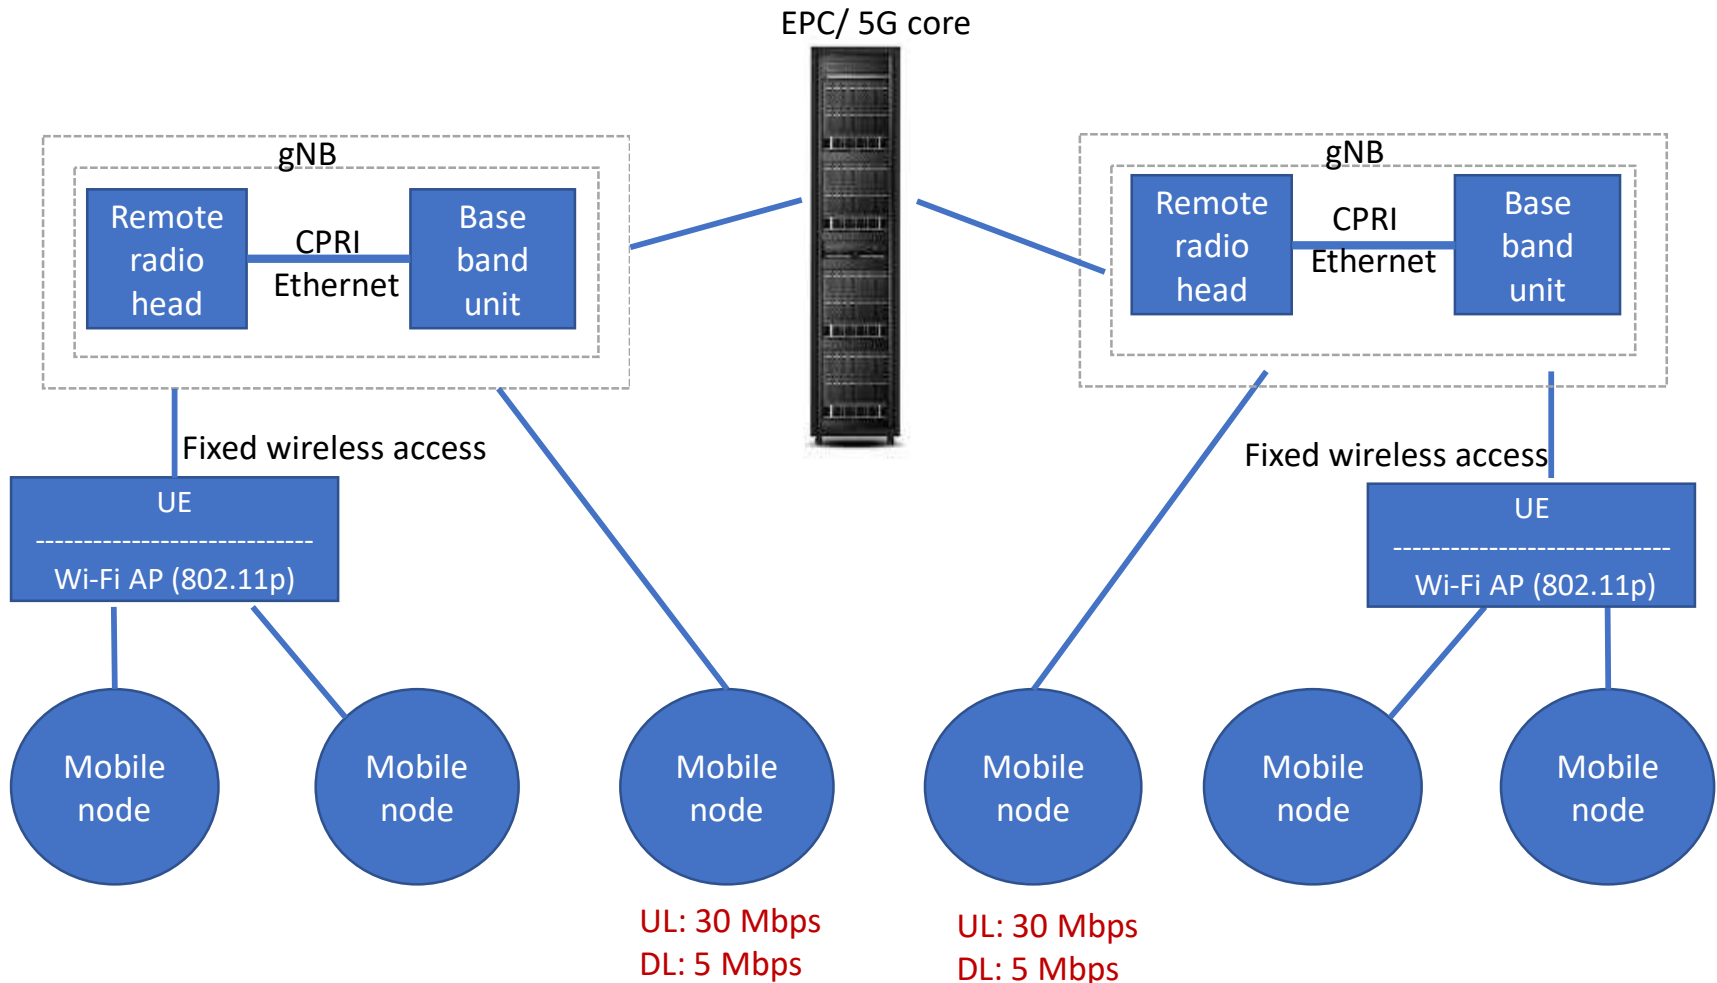 EPC/ 5G core
gNB
Remote
radio
head
CPRI
Ethernet
Base
band
unit
gNB
Remote
radio
head
CPRI
Ethernet
Base
band
unit
Fixed wireless access
Fixed wireless access
UE
-----------------------------
Wi-Fi AP (802.11p)
UE
-----------------------------
Wi-Fi AP (802.11p)
Mobile
node
Mobile
node
Mobile
node
Mobile
node
Mobile
node
Mobile
node
UL: 30 Mbps
DL: 5 Mbps
UL: 30 Mbps
DL: 5 Mbps